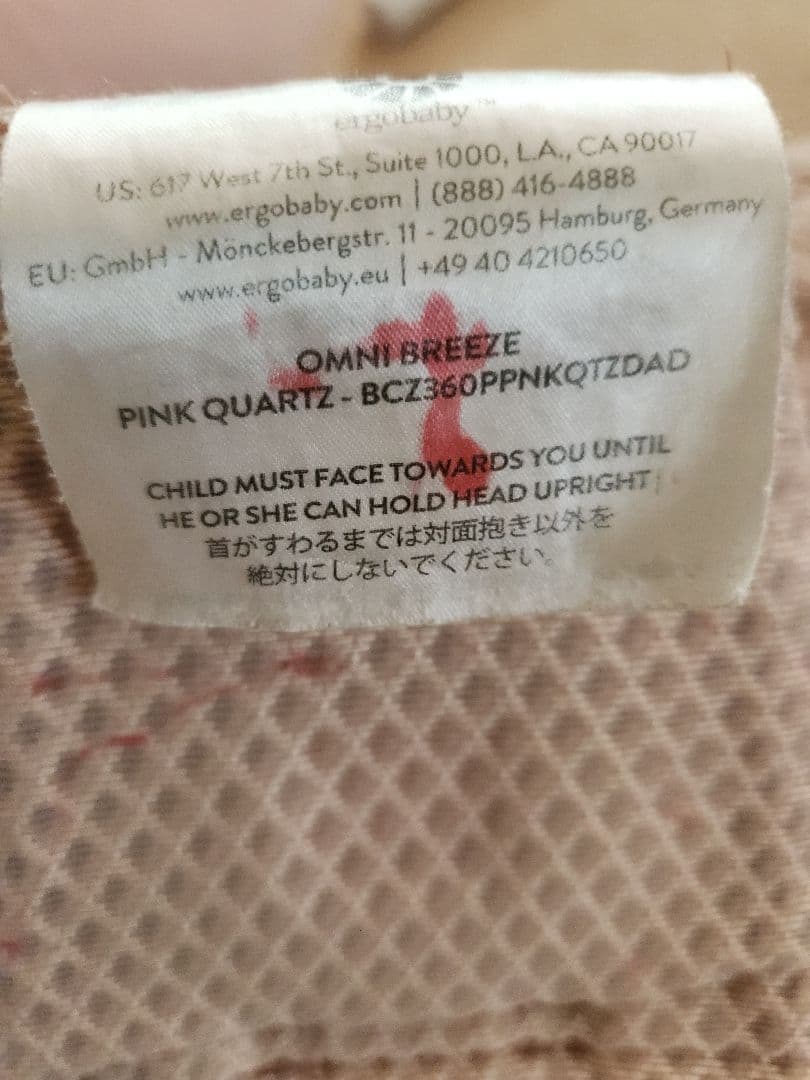 ergobaby™
US: 617 West 7th St., Suite 1000, L.A., CA 90017
www.ergobaby.com | (888) 416-4888
EU: GmbH - Mönckebergstr. 11 - 20095 Hamburg, Germany
www.ergobaby.eu | +49 40 4210650
OMNI BREEZE
PINK QUARTZ - BCZ360PPNKQTZDAD
CHILD MUST FACE TOWARDS YOU UNTIL
HE OR SHE CAN HOLD HEAD UPRIGHT
首がすわるまでは対面抱き以外を
絶対にしないでください。